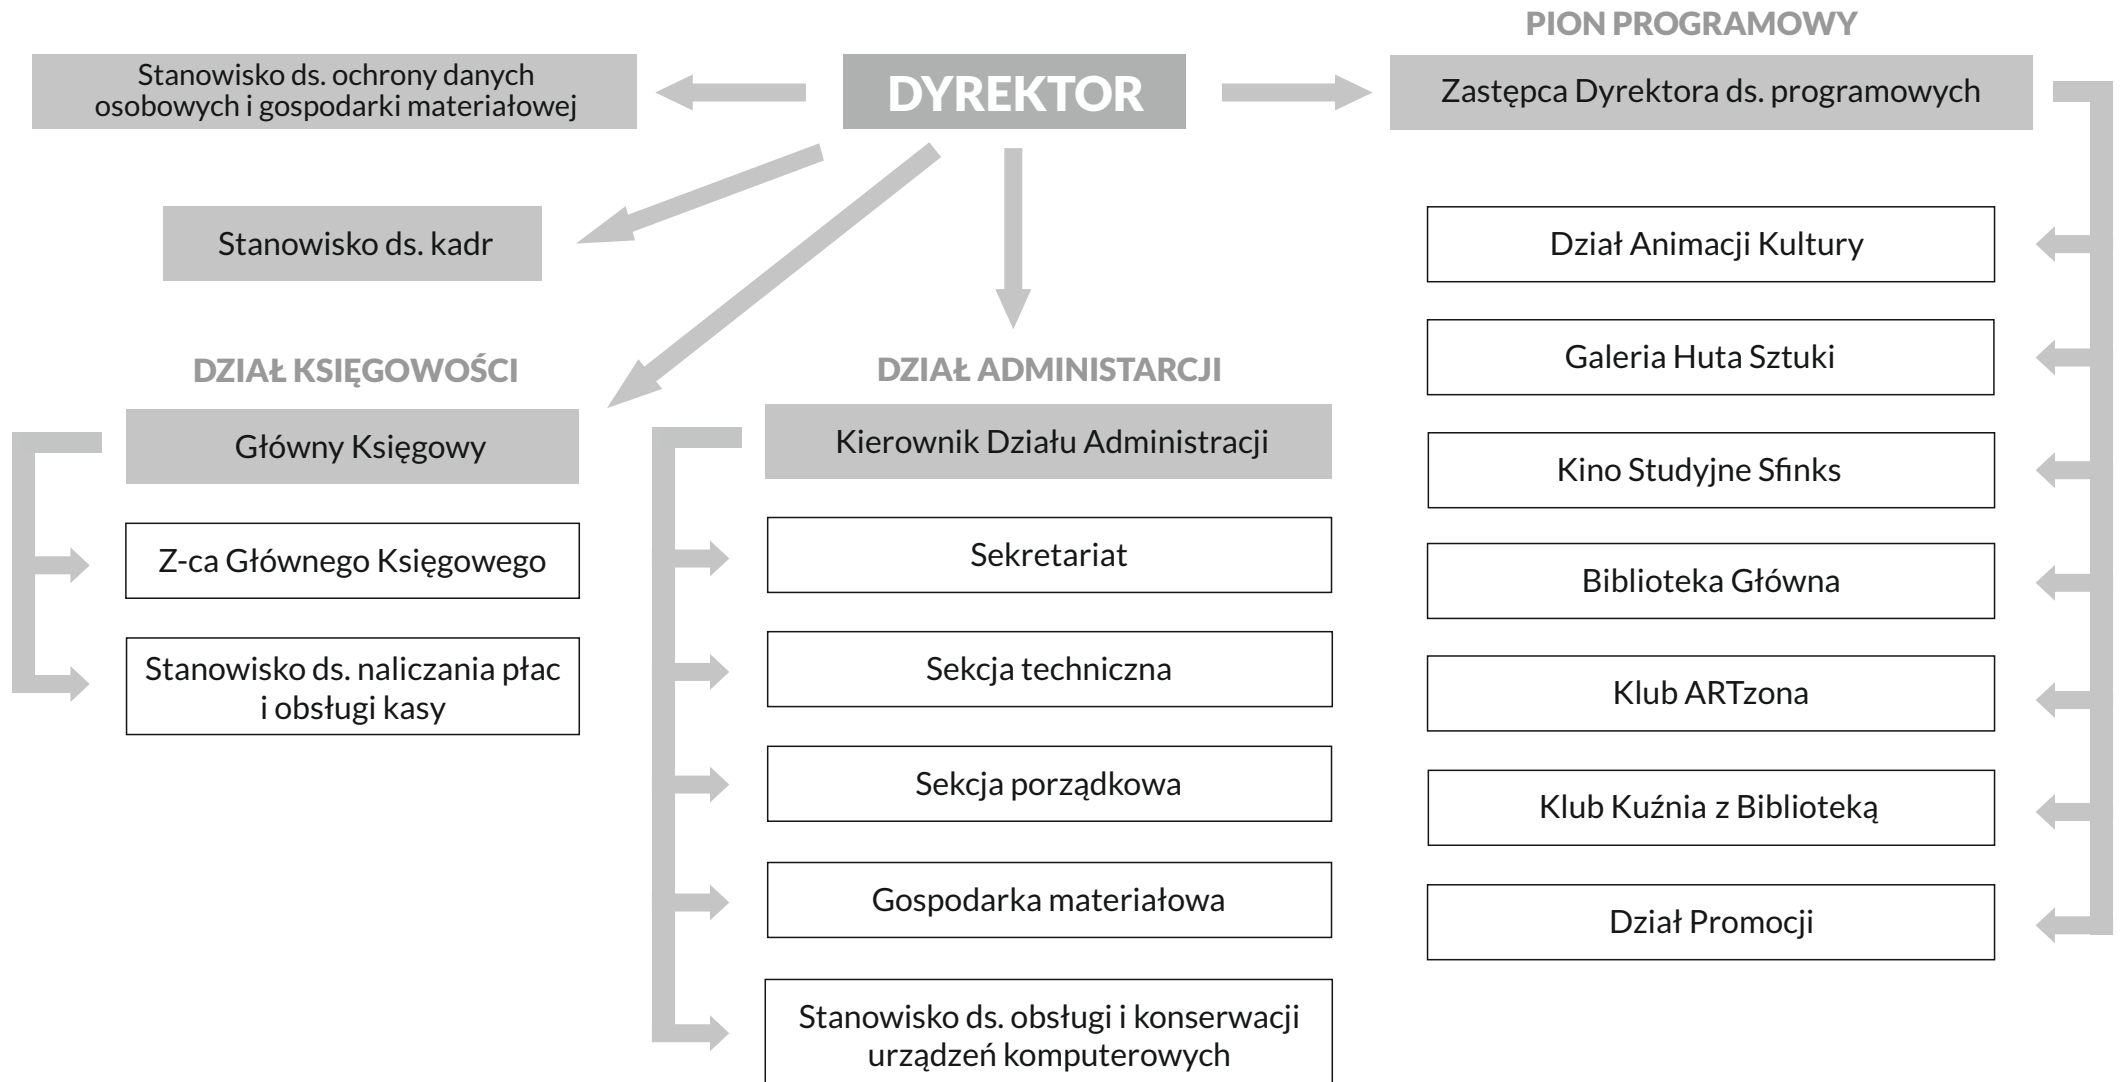 PION PROGRAMOWY
Stanowisko ds. ochrony danych
osobowych i gospodarki materiałowej
DYREKTOR
Zastępca Dyrektora ds. programowych
Stanowisko ds. kadr
DZIAŁ KSIĘGOWOŚCI
Główny Księgowy
Z-ca Głównego Księgowego
Stanowisko ds. naliczania płac
i obsługi kasy
DZIAŁ ADMINISTARCJI
Kierownik Działu Administracji
Sekretariat
Sekcja techniczna
Sekcja porządkowa
Gospodarka materiałowa
Stanowisko ds. obsługi i konserwacji
urządzeń komputerowych
Dział Animacji Kultury
Galeria Huta Sztuki
Kino Studyjne Sfinks
Biblioteka Główna
Klub ARTzona
Klub Kuźnia z Biblioteką
Dział Promocji